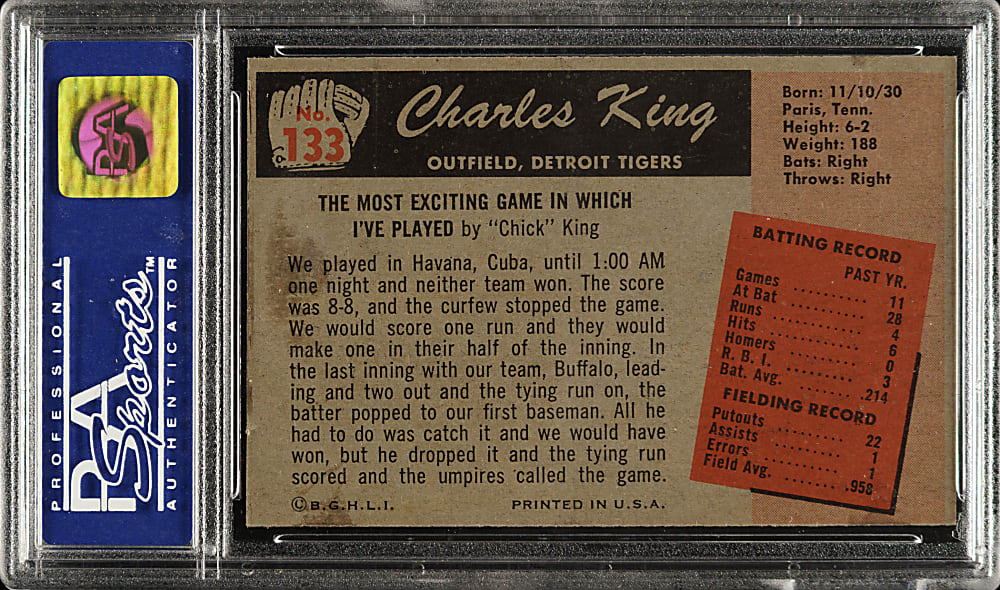 PSA
PROFESSIONAL
PSA Sports™
AUTHENTICATOR
No.
C 133
Charles King
OUTFIELD, DETROIT TIGERS
Born: 11/10/30
Paris, Tenn.
Height: 6-2
Weight: 188
Bats: Right
Throws: Right
THE MOST EXCITING GAME IN WHICH
I'VE PLAYED by "Chick" King
We played in Havana, Cuba, until 1:00 AM
one night and neither team won. The score
was 8-8, and the curfew stopped the game.
We would score one run and they would
make one in their half of the inning. In
the last inning with our team, Buffalo, lead-
ing and two out and the tying run on, the
batter popped to our first baseman. All he
had to do was catch it and we would have
won, but he dropped it and the tying run
scored and the umpires called the game.
©B.G.H.L.I. PRINTED IN U.S.A.
BATTING RECORD
PAST YR.
Games .......... 11
At Bat .......... 28
Runs .......... 4
Hits .......... 6
Homers .......... 0
R. B. I. .......... 3
Bat. Avg. .......... .214
FIELDING RECORD
Putouts .......... 22
Assists .......... 1
Errors .......... 1
Field Avg. .......... .958